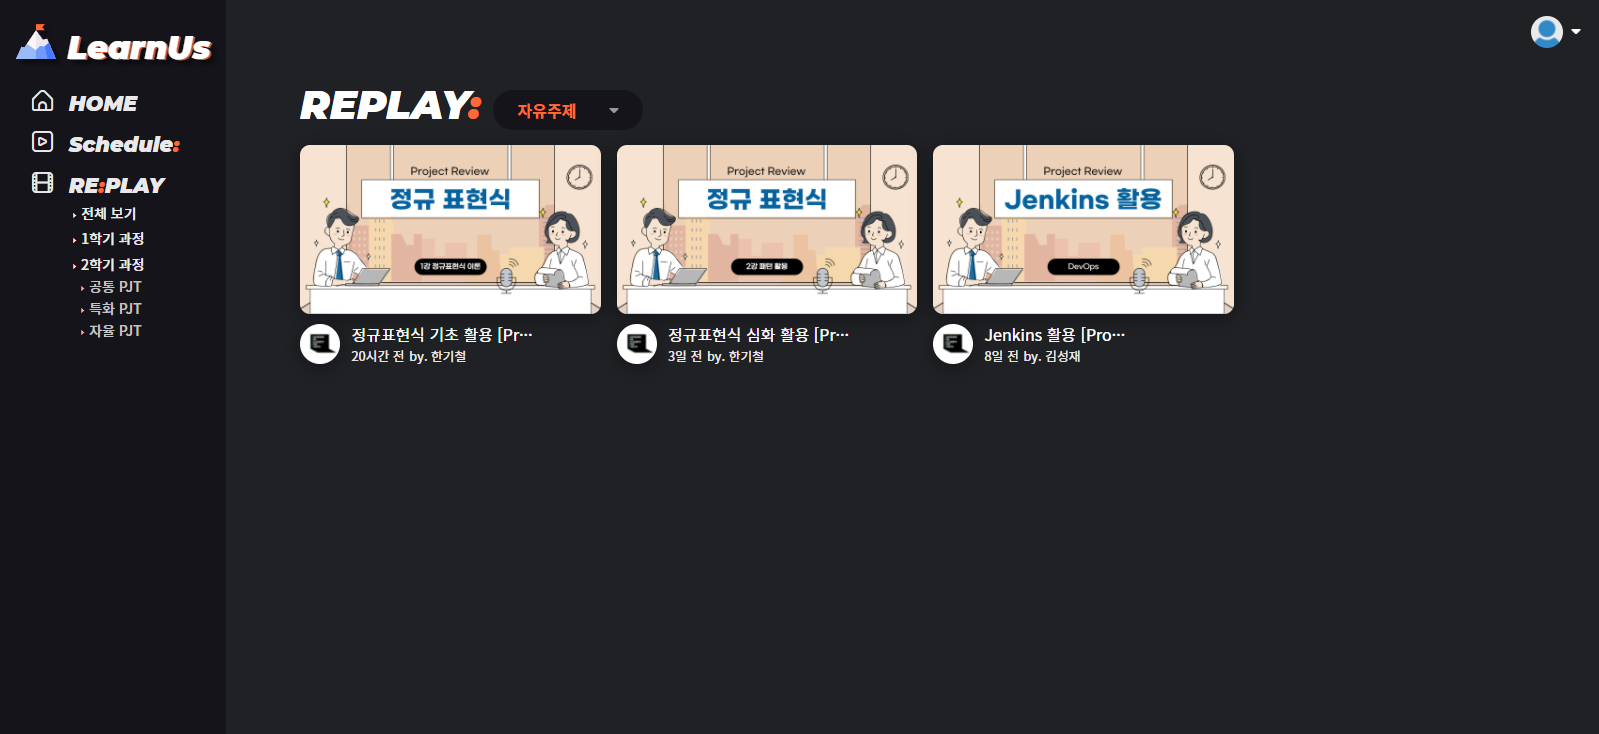 LearnUs
HOME
Schedule:
RE:PLAY
전체 보기
1학기 과정
2학기 과정
공통 PJT
특화 PJT
자율 PJT
REPLAY:
자유주제
Project Review
정규 표현식
1강 정규표현식 이론
정규표현식 기초 활용 [Pr…
20시간 전 by. 한기철
Project Review
정규 표현식
2강 패턴 활용
정규표현식 심화 활용 [Pr…
3일 전 by. 한기철
Project Review
Jenkins 활용
DevOps
Jenkins 활용 [Pro…
8일 전 by. 김성재